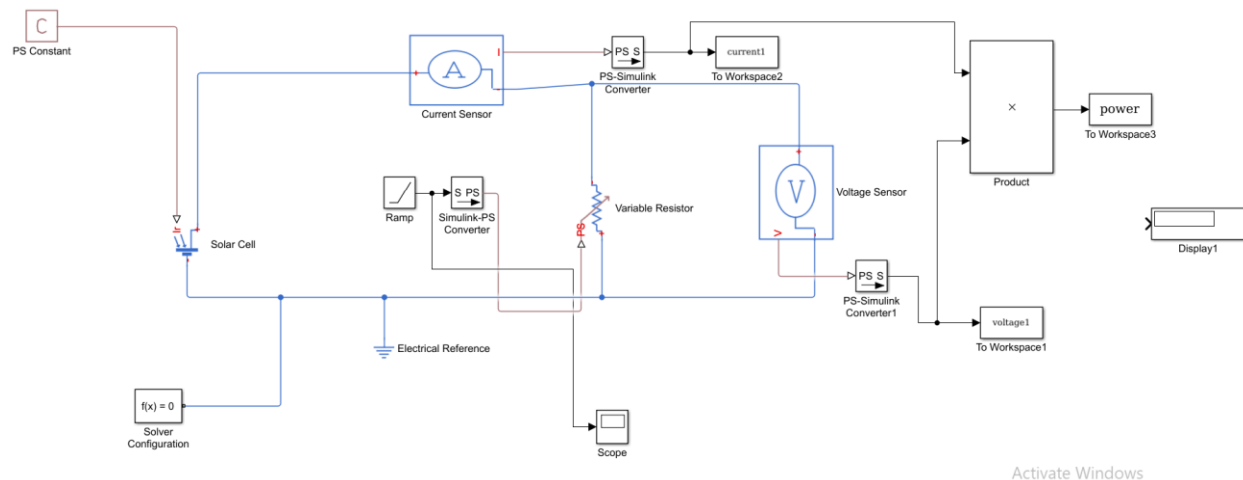 C
PS Constant
I
A
Current Sensor
PS S
PS-Simulink
Converter
current1
To Workspace2
×
Product
power
To Workspace3
Ir
Solar Cell
Ramp
S PS
Simulink-PS
Converter
PS
Variable Resistor
V
V
Voltage Sensor
PS S
PS-Simulink
Converter1
voltage1
To Workspace1
Display1
Electrical Reference
f(x) = 0
Solver
Configuration
Scope
Activate Windows